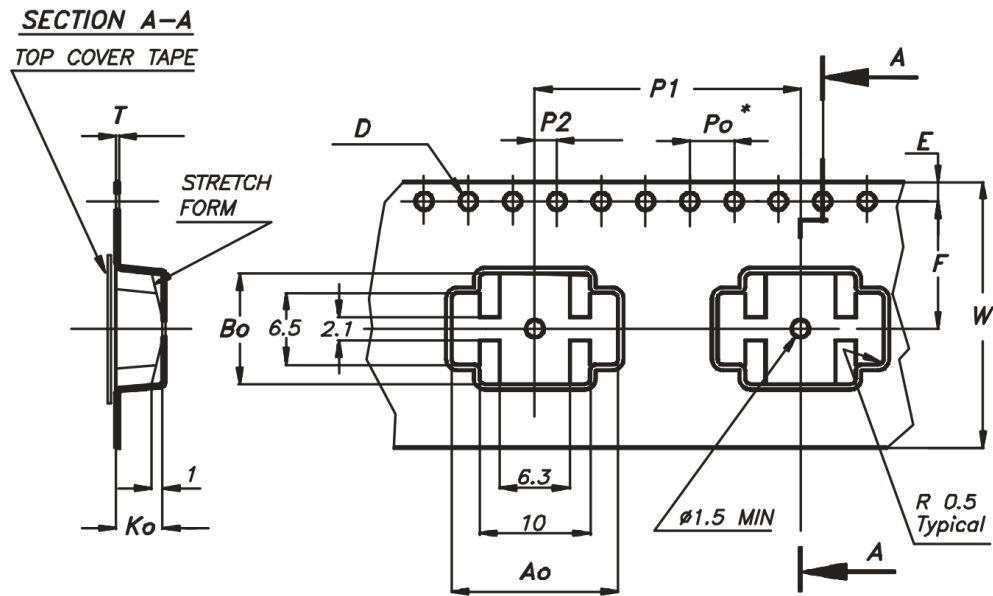 SECTION A-A
TOP COVER TAPE
T
STRETCH
FORM
D
P1
P2
Po*
A
E
F
W
Bo
6.5
2.1
1
Ko
6.3
10
Ao
ø1.5 MIN
R 0.5
Typical
A